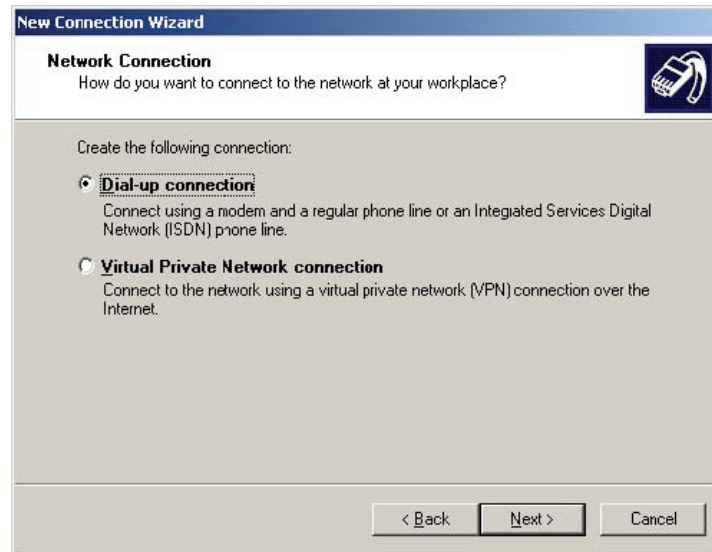 New Connection Wizard
Network Connection
How do you want to connect to the network at your workplace?
Create the following connection:
Dial-up connection
Connect using a modem and a regular phone line or an Integrated Services Digital
Network (ISDN) phone line.
Virtual Private Network connection
Connect to the network using a virtual private network (VPN) connection over the
Internet.
< Back
Next >
Cancel